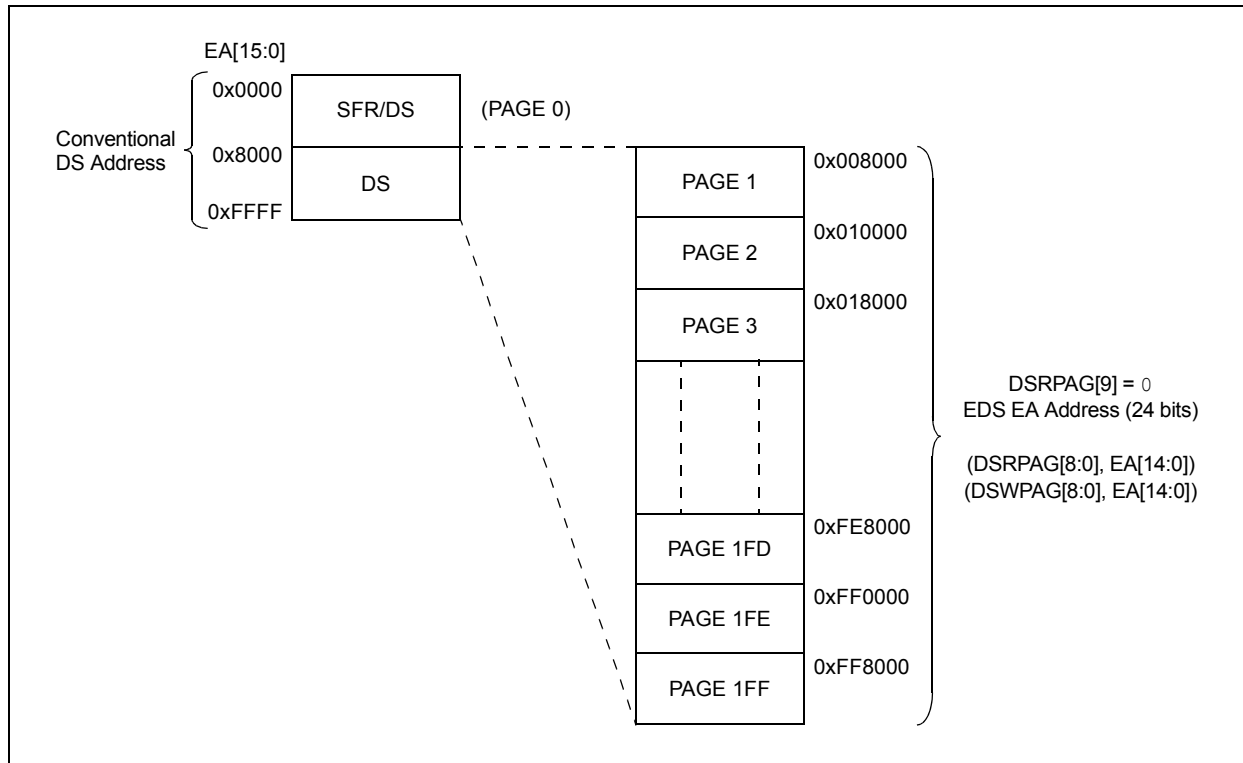 EA[15:0]
0x0000
SFR/DS
(PAGE 0)
Conventional
DS Address
0x8000
DS
0xFFFF
PAGE 1
0x008000
PAGE 2
0x010000
PAGE 3
0x018000
DSRPAG[9] = 0
EDS EA Address (24 bits)
(DSRPAG[8:0], EA[14:0])
(DSWPAG[8:0], EA[14:0])
PAGE 1FD
0xFE8000
PAGE 1FE
0xFF0000
PAGE 1FF
0xFF8000